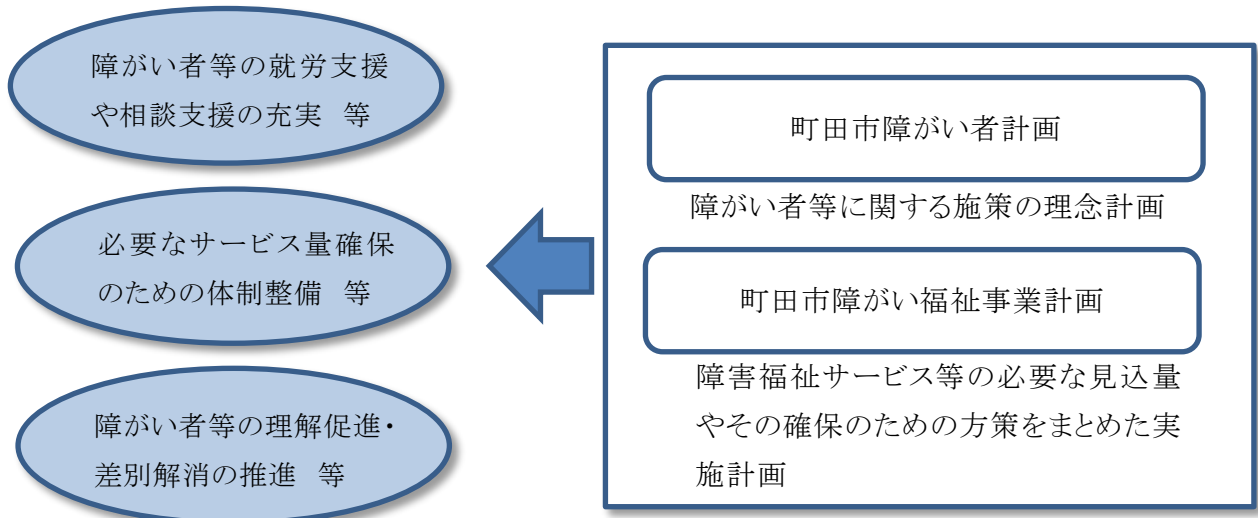 障がい者等の就労支援
や相談支援の充実　等
必要なサービス量確保
のための体制整備　等
障がい者等の理解促進・
差別解消の推進　等
町田市障がい者計画
障がい者等に関する施策の理念計画
町田市障がい福祉事業計画
障害福祉サービス等の必要な見込量
やその確保のための方策をまとめた実
施計画